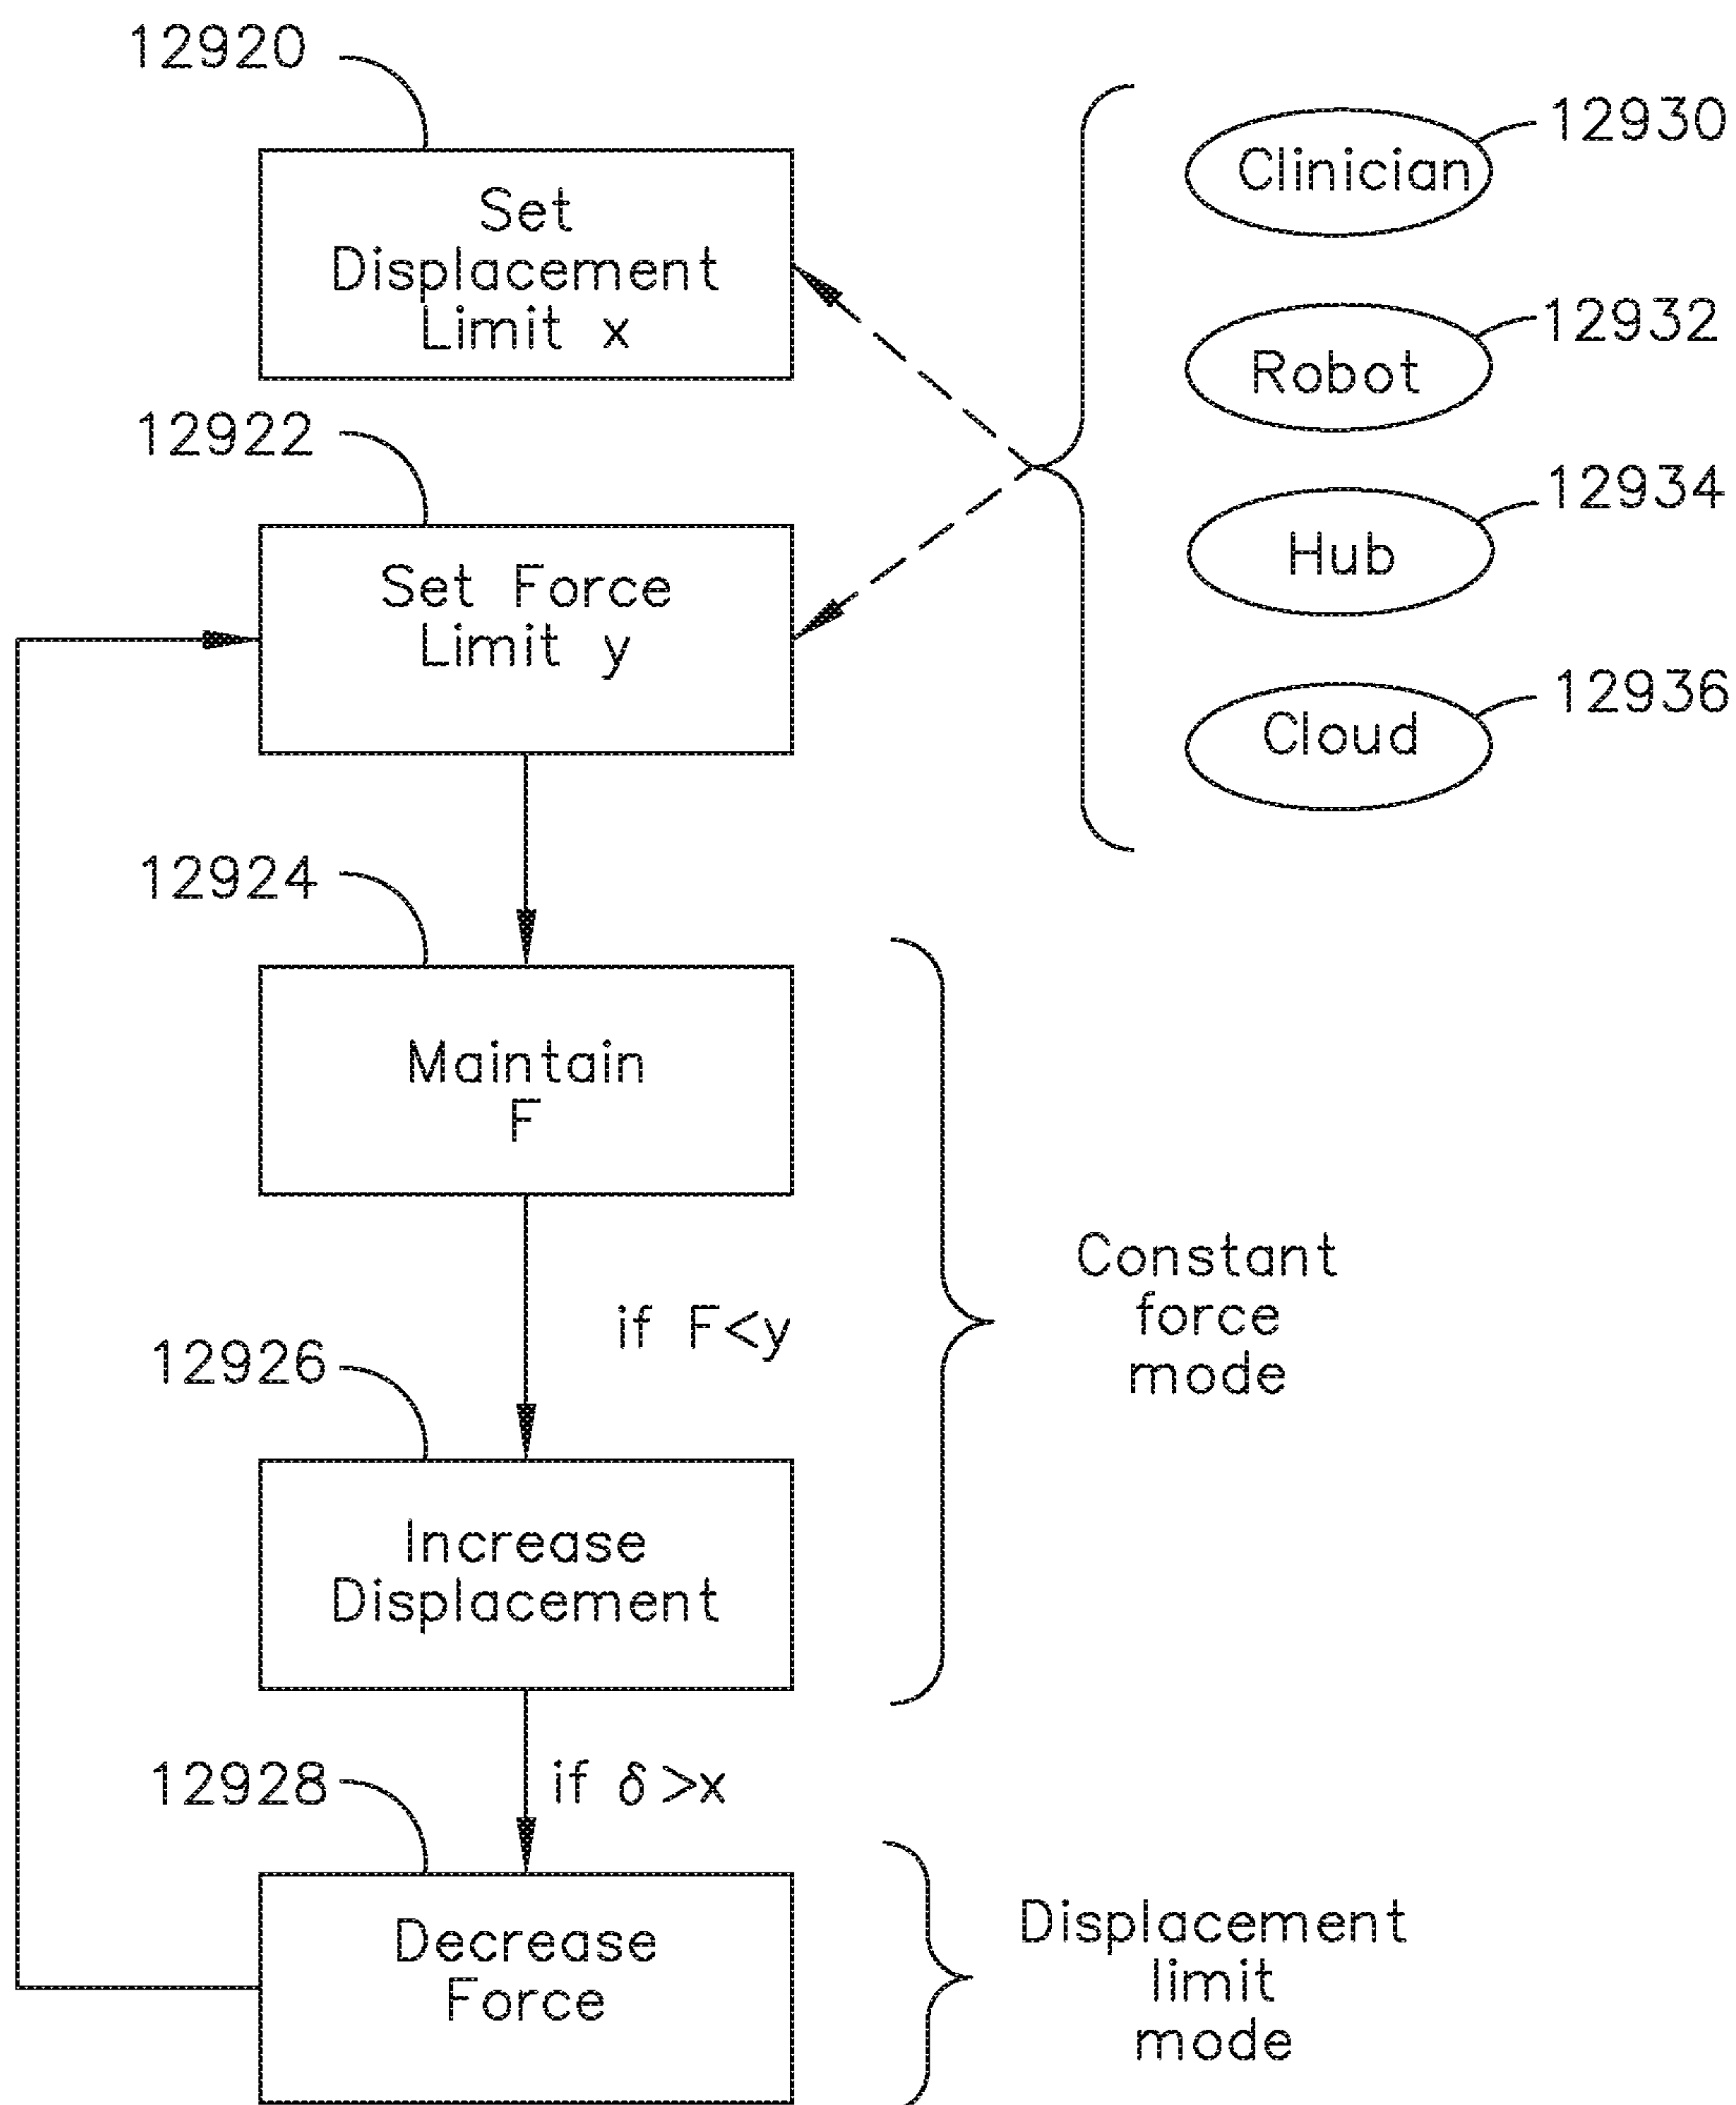 12920
Set
Displacement
Limit x
12922
Set Force
Limit y
12924
Maintain
F
if F<y
12926
Increase
Displacement
if δ>x
12928
Decrease
Force
Clinician
12930
Robot
12932
Hub
12934
Cloud
12936
Constant
force
mode
Displacement
limit
mode